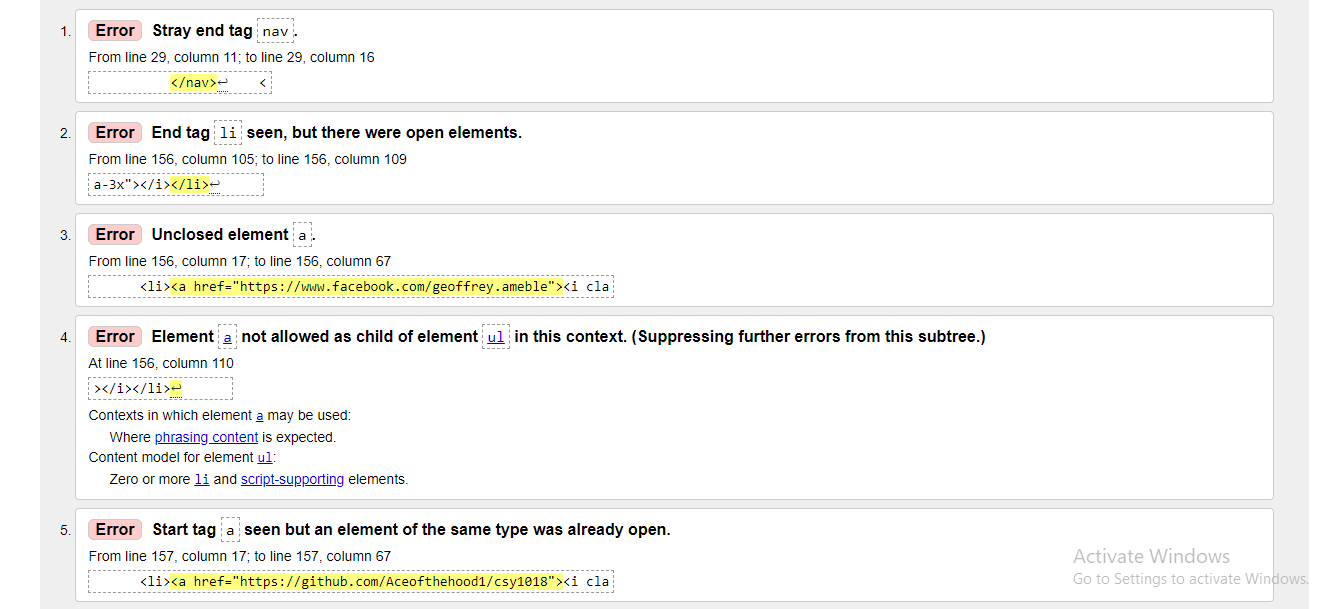 1. Error Stray end tag nav.
From line 29, column 11; to line 29, column 16
</nav>↩ <
2. Error End tag li seen, but there were open elements.
From line 156, column 105; to line 156, column 109
a-3x"></i></li>↩
3. Error Unclosed element a.
From line 156, column 17; to line 156, column 67
<li><a href="https://www.facebook.com/geoffrey.ameble"><i cla
4. Error Element a not allowed as child of element ul in this context. (Suppressing further errors from this subtree.)
At line 156, column 110
></i></li>↩
Contexts in which element a may be used:
Where phrasing content is expected.
Content model for element ul:
Zero or more li and script-supporting elements.
5. Error Start tag a seen but an element of the same type was already open.
From line 157, column 17; to line 157, column 67
<li><a href="https://github.com/Aceofthehood1/csy1018"><i cla
Activate Windows
Go to Settings to activate Windows.